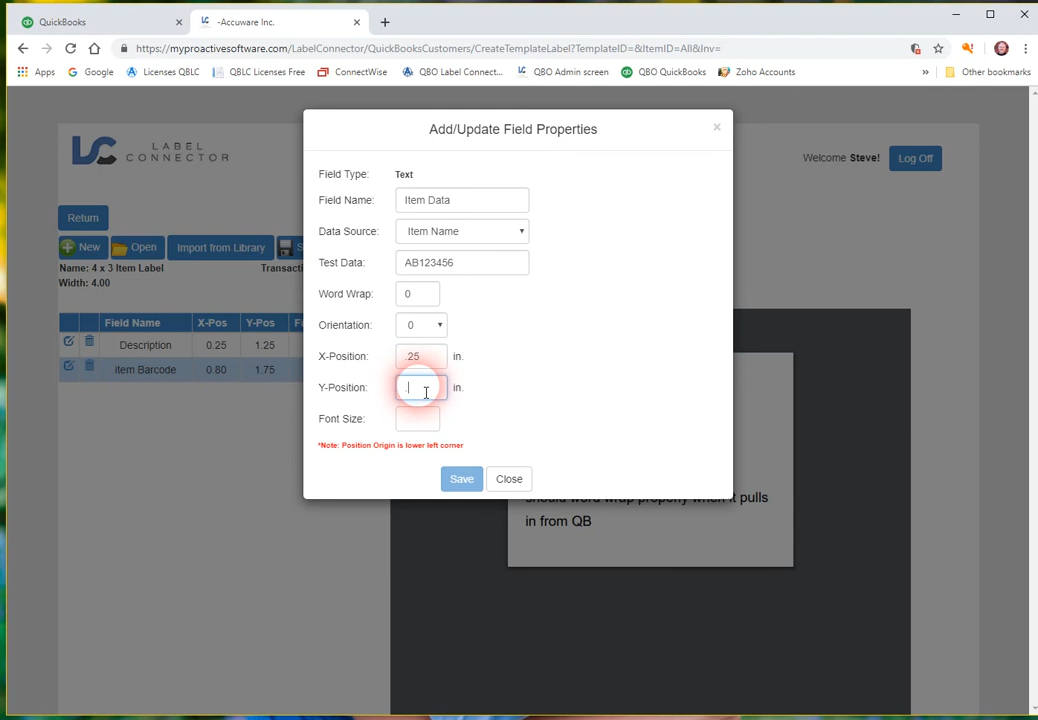 QuickBooks
-Accuware Inc.
https://myproactivesoftware.com/LabelConnector/QuickBooksCustomers/CreateTemplateLabel?TemplateID=&ItemID=All&Inv=
Apps
Google
Licenses QBLC
QBLC Licenses Free
ConnectWise
QBO Label Connect...
QBO Admin screen
QBO QuickBooks
Zoho Accounts
»
Other bookmarks
LABEL
CONNECTOR
Welcome Steve!
Log Off
Return
New
Open
Import from Library
S
Name: 4 x 3 Item Label
Transac
Width: 4.00
Field Name X-Pos Y-Pos Fi
Description 0.25 1.25
item Barcode 0.80 1.75
Add/Update Field Properties
×
Field Type: Text
Field Name: Item Data
Data Source: Item Name
Test Data: AB123456
Word Wrap: 0
Orientation: 0
X-Position: .25 in.
Y-Position: . in.
Font Size:
*Note: Position Origin is lower left corner
Save
Close
should word wrap properly when it pulls
in from QB